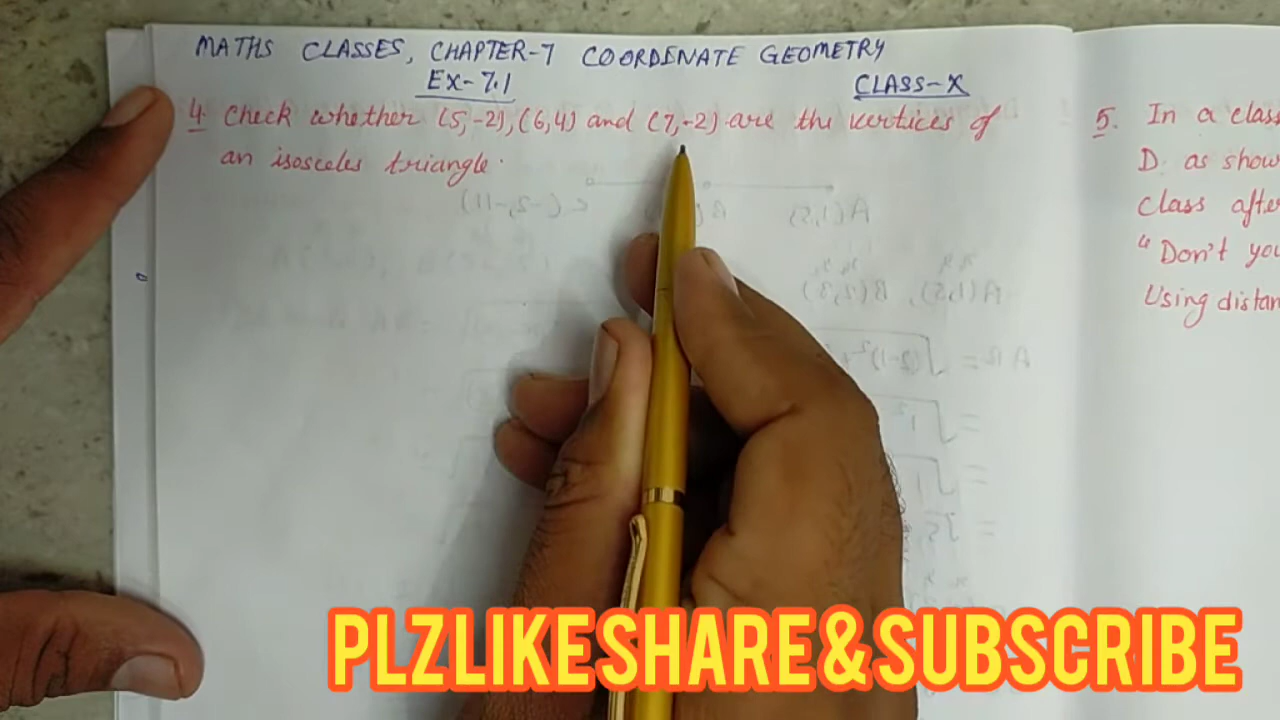 MATHS CLASSES, CHAPTER-7 COORDINATE GEOMETRY
EX-7.1
CLASS-X
4. Check whether (5,-2), (6,4) and (7,-2) are the vertices of
an isosceles triangle.
5. In a class
D. as show
class afte
"Don't you
Using distan
PLZ LIKE SHARE & SUBSCRIBE